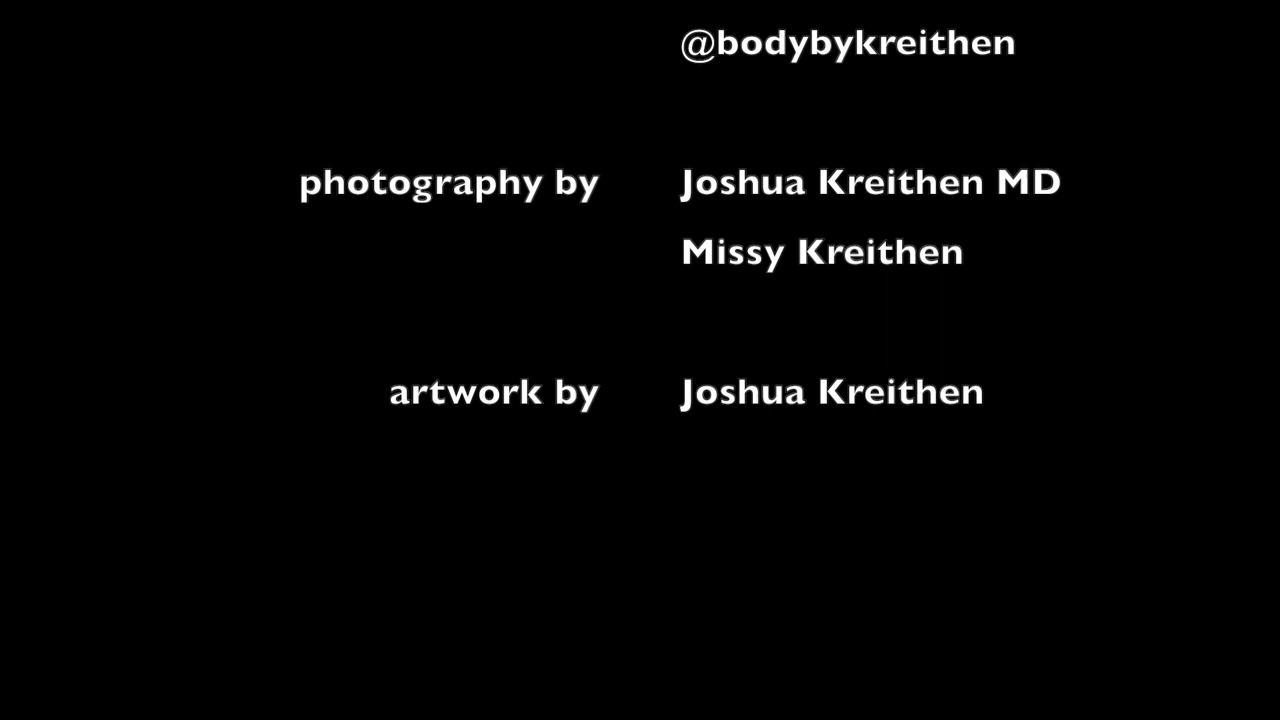 @bodybykreithen
photography by Joshua Kreithen MD
Missy Kreithen
artwork by Joshua Kreithen